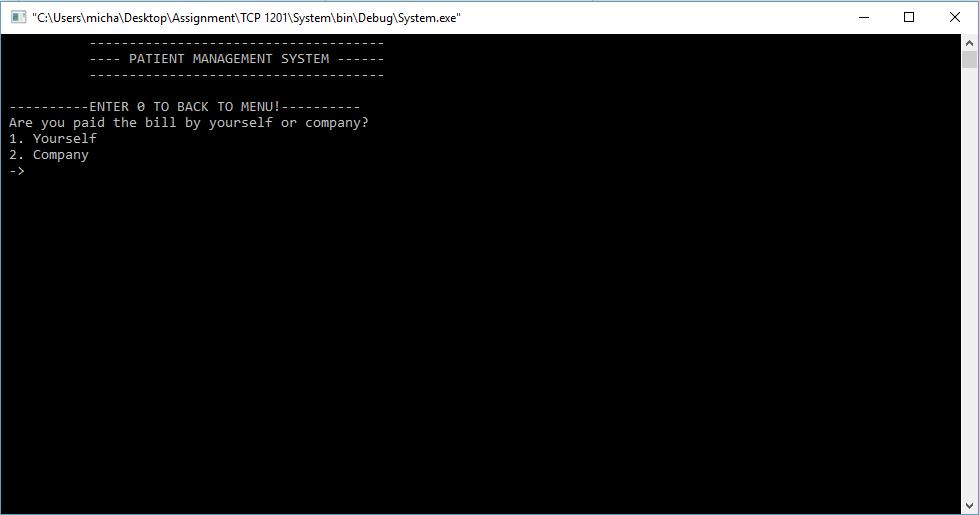 "C:\Users\micha\Desktop\Assignment\TCP 1201\System\bin\Debug\System.exe"
-------------------------------------
---- PATIENT MANAGEMENT SYSTEM ------
-------------------------------------
----------ENTER 0 TO BACK TO MENU!----------
Are you paid the bill by yourself or company?
1. Yourself
2. Company
->